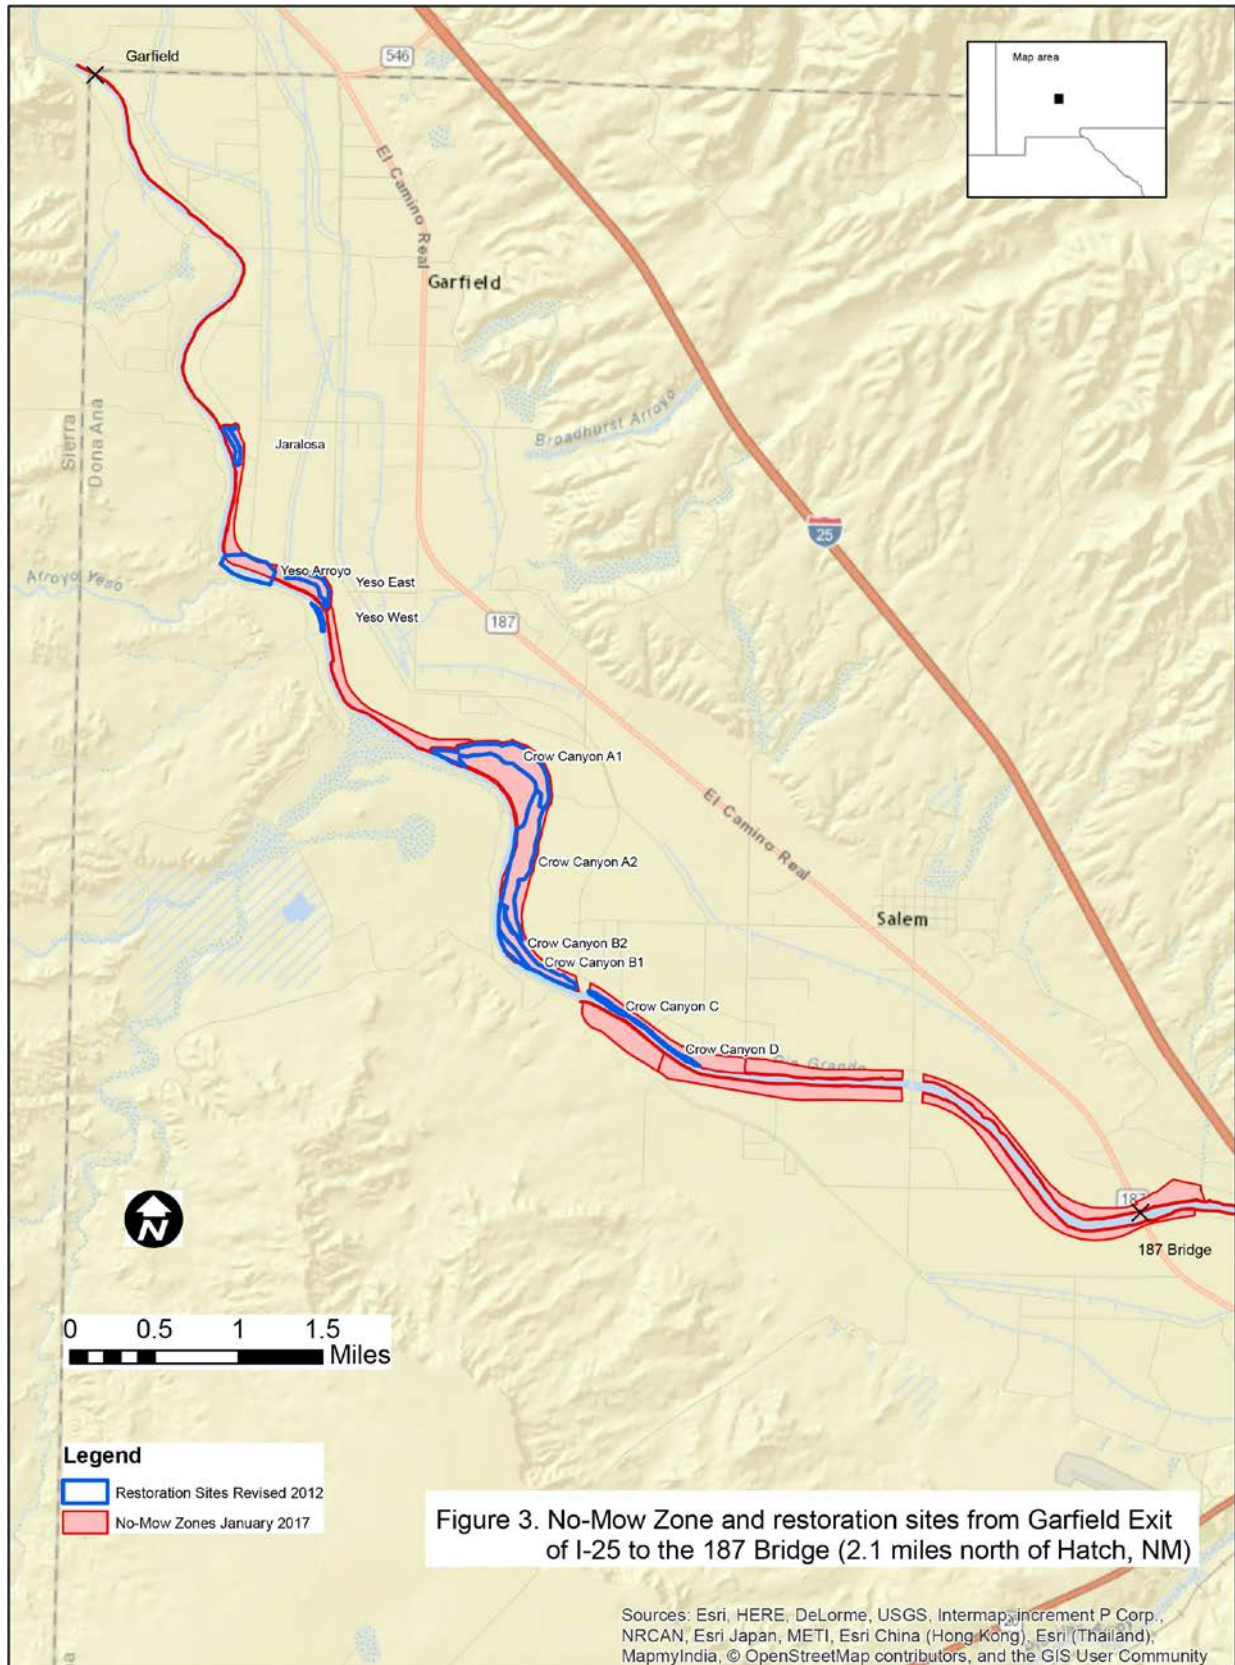 Garfield
546
Map area
El Camino Real
Garfield
Broadhurst Arroyo
Sierra
Dona Ana
Jaralosa
25
Arroyo Yeso
Yeso Arroyo
Yeso East
Yeso West
187
Crow Canyon A1
El Camino Real
Crow Canyon A2
Salem
Crow Canyon B2
Crow Canyon B1
Crow Canyon C
Crow Canyon D
Rio Grande
187
187 Bridge
N
0 0.5 1 1.5
Miles
Legend
Restoration Sites Revised 2012
No-Mow Zones January 2017
Figure 3. No-Mow Zone and restoration sites from Garfield Exit
of I-25 to the 187 Bridge (2.1 miles north of Hatch, NM)
Sources: Esri, HERE, DeLorme, USGS, Intermap, increment P Corp.,
NRCAN, Esri Japan, METI, Esri China (Hong Kong), Esri (Thailand),
MapmyIndia, © OpenStreetMap contributors, and the GIS User Community